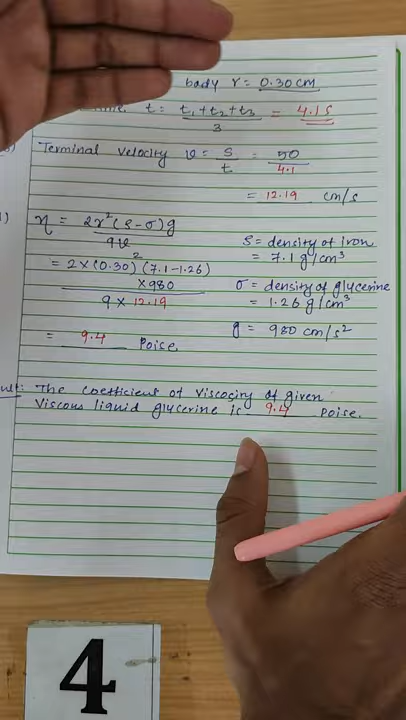 body r = 0.30 cm
t = t₁ + t₂ + t₃ / 3 = 4.1 s
Terminal velocity v = s / t = 50 / 4.1
= 12.19 cm/s
η = 2r²(ρ - σ)g / 9v
ρ = density of iron
= 7.1 g/cm³
= 2 × (0.30)² (7.1 - 1.26) × 980 / 9 × 12.19
σ = density of glycerine
= 1.26 g/cm³
g = 980 cm/s²
= 9.4 Poise
ult: The coefficient of viscosity of given
Viscous liquid glycerine is 9.4 poise.
4